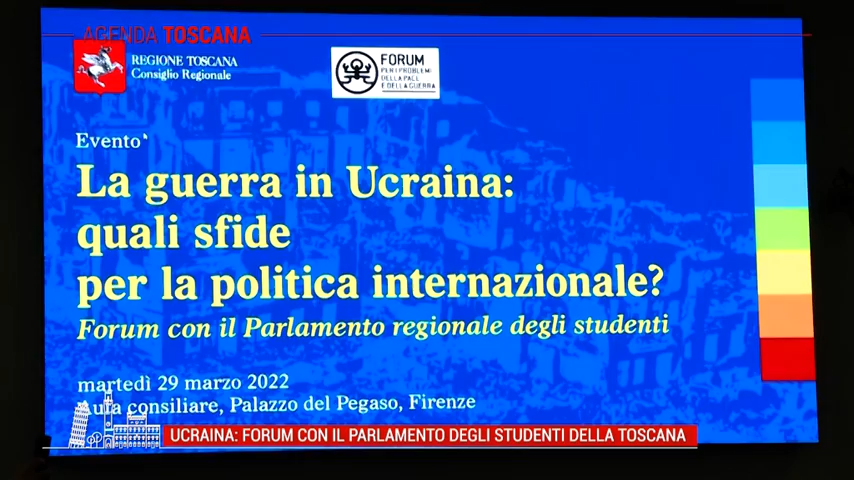 AGENDA TOSCANA
REGIONE TOSCANA
Consiglio Regionale
FORUM
PER I PROBLEMI
DELLA PACE
E DELLA GUERRA
Evento
La guerra in Ucraina:
quali sfide
per la politica internazionale?
Forum con il Parlamento regionale degli studenti
martedì 29 marzo 2022
Aula consiliare, Palazzo del Pegaso, Firenze
UCRAINA: FORUM CON IL PARLAMENTO DEGLI STUDENTI DELLA TOSCANA